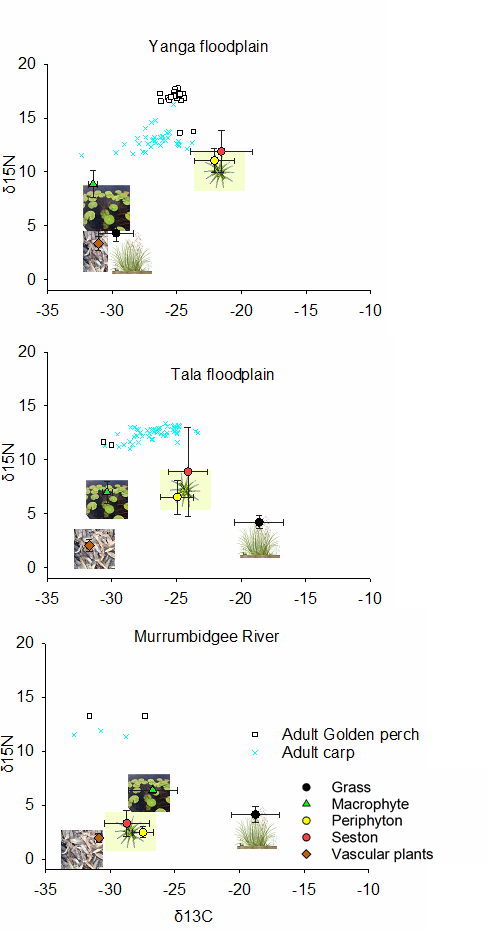 Yanga floodplain
20
15
10
5
0
δ15N
-35 -30 -25 -20 -15 -10
Tala floodplain
20
15
10
5
0
δ15N
-35 -30 -25 -20 -15 -10
Murrumbidgee River
20
15
10
5
0
δ15N
Adult Golden perch
Adult carp
Grass
Macrophyte
Periphyton
Seston
Vascular plants
-35 -30 -25 -20 -15 -10
δ13C